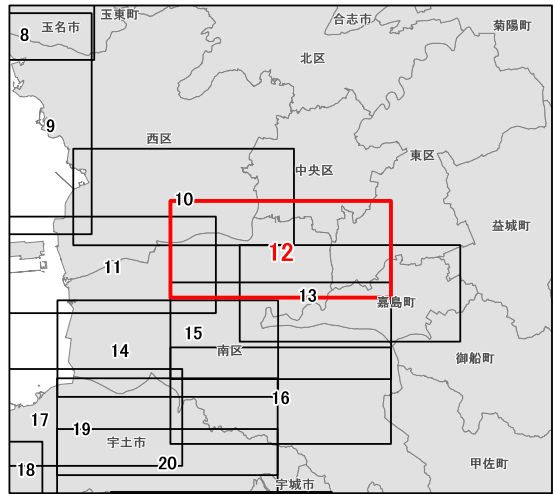 玉東町
合志市
菊陽町
玉名市
8
北区
9
西区
東区
中央区
10
益城町
12
11
13
嘉島町
15
14
南区
御船町
16
17
19
宇土市
20
18
甲佐町
宇城市